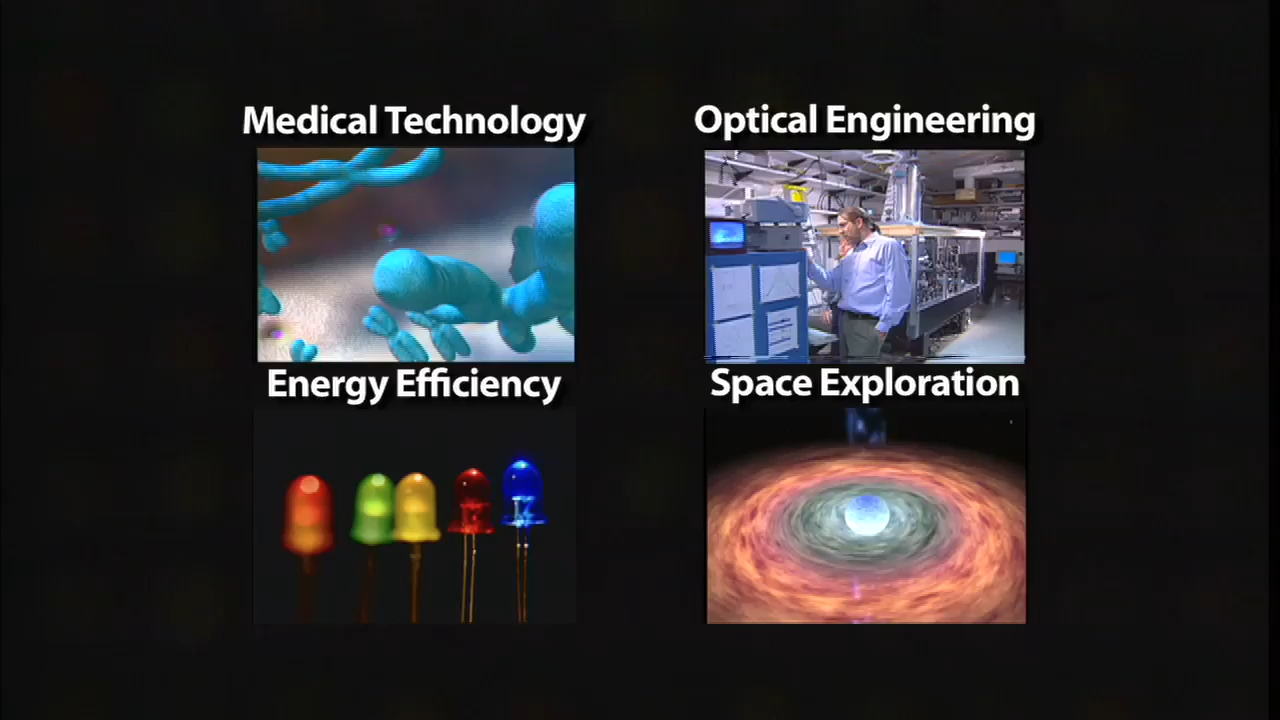 Medical Technology
Optical Engineering
Energy Efficiency
Space Exploration